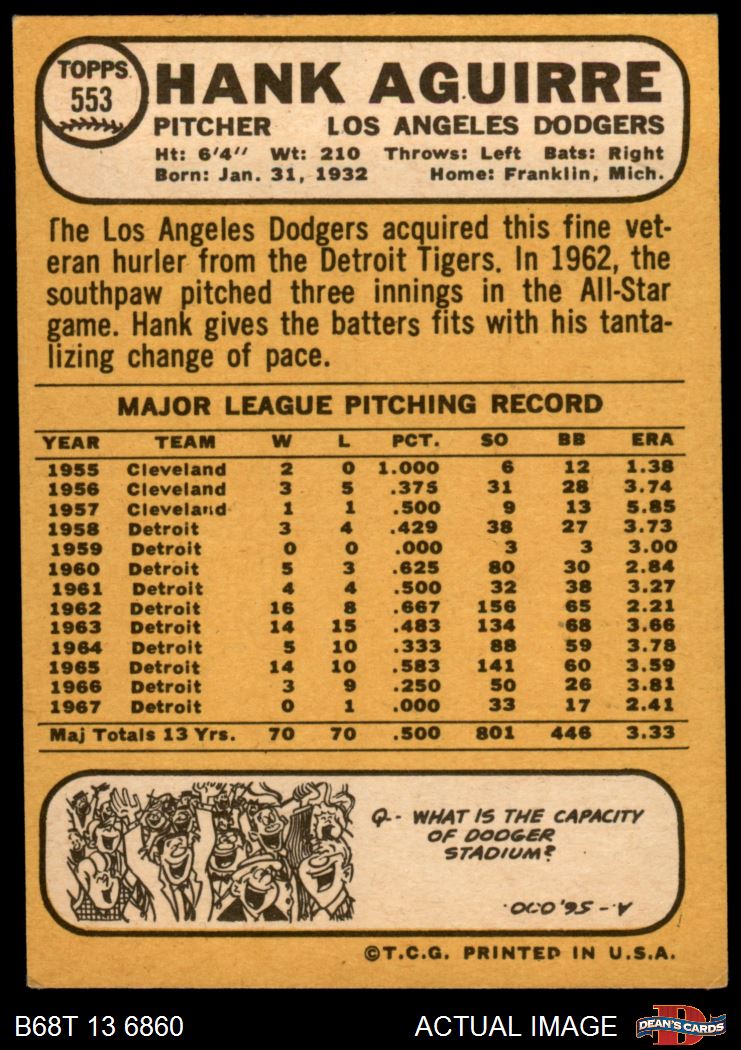 TOPPS
553
HANK AGUIRRE
PITCHER LOS ANGELES DODGERS
Ht: 6'4" Wt: 210 Throws: Left Bats: Right
Born: Jan. 31, 1932 Home: Franklin, Mich.
The Los Angeles Dodgers acquired this fine vet-
eran hurler from the Detroit Tigers. In 1962, the
southpaw pitched three innings in the All-Star
game. Hank gives the batters fits with his tanta-
lizing change of pace.
MAJOR LEAGUE PITCHING RECORD
YEAR TEAM W L PCT. SO BB ERA
1955 Cleveland 2 0 1.000 6 12 1.38
1956 Cleveland 3 5 .375 31 28 3.74
1957 Cleveland 1 1 .500 9 13 5.85
1958 Detroit 3 4 .429 38 27 3.73
1959 Detroit 0 0 .000 3 3 3.00
1960 Detroit 5 3 .625 80 30 2.84
1961 Detroit 4 4 .500 32 38 3.27
1962 Detroit 16 8 .667 156 65 2.21
1963 Detroit 14 15 .483 134 68 3.66
1964 Detroit 5 10 .333 88 59 3.78
1965 Detroit 14 10 .583 141 60 3.59
1966 Detroit 3 9 .250 50 26 3.81
1967 Detroit 0 1 .000 33 17 2.41
Maj Totals 13 Yrs. 70 70 .500 801 446 3.33
Q-- WHAT IS THE CAPACITY
OF DODGER
STADIUM?
A--56,000.
©T.C.G. PRINTED IN U.S.A.
B68T 13 6860 ACTUAL IMAGE
D
DEAN'S CARDS